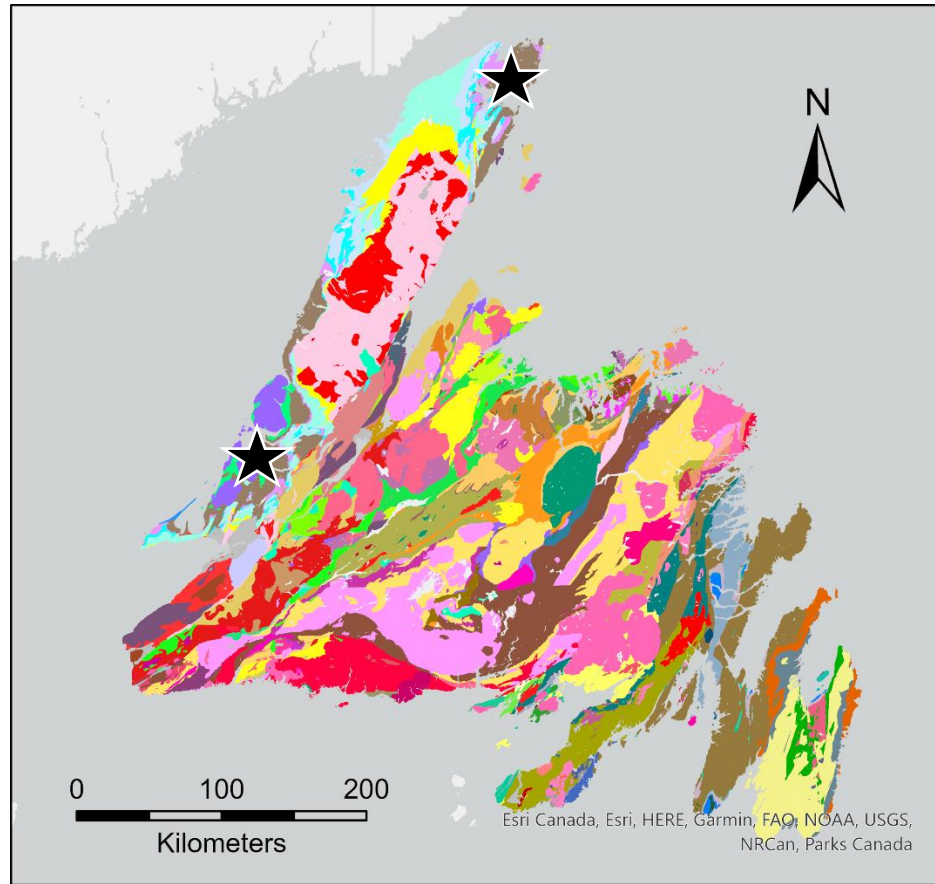 N
0 100 200
Kilometers
Esri Canada, Esri, HERE, Garmin, FAO, NOAA, USGS,
NRCan, Parks Canada